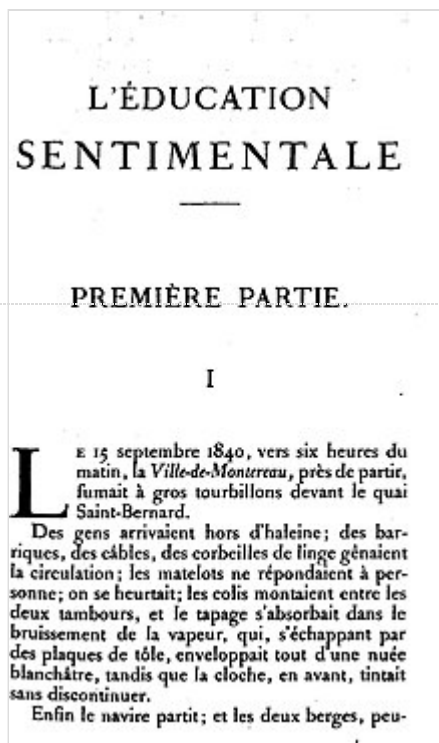 L'ÉDUCATION
SENTIMENTALE
PREMIÈRE PARTIE.
I
LE 15 septembre 1840, vers six heures du
matin, la Ville-de-Montereau, près de partir,
fumait à gros tourbillons devant le quai
Saint-Bernard.
Des gens arrivaient hors d'haleine; des bar-
riques, des câbles, des corbeilles de linge gênaient
la circulation; les matelots ne répondaient à per-
sonne; on se heurtait; les colis montaient entre les
deux tambours, et le tapage s'absorbait dans le
bruissement de la vapeur, qui, s'échappant par
des plaques de tôle, enveloppait tout d'une nuée
blanchâtre, tandis que la cloche, en avant, tintait
sans discontinuer.
Enfin le navire partit; et les deux berges, peu-